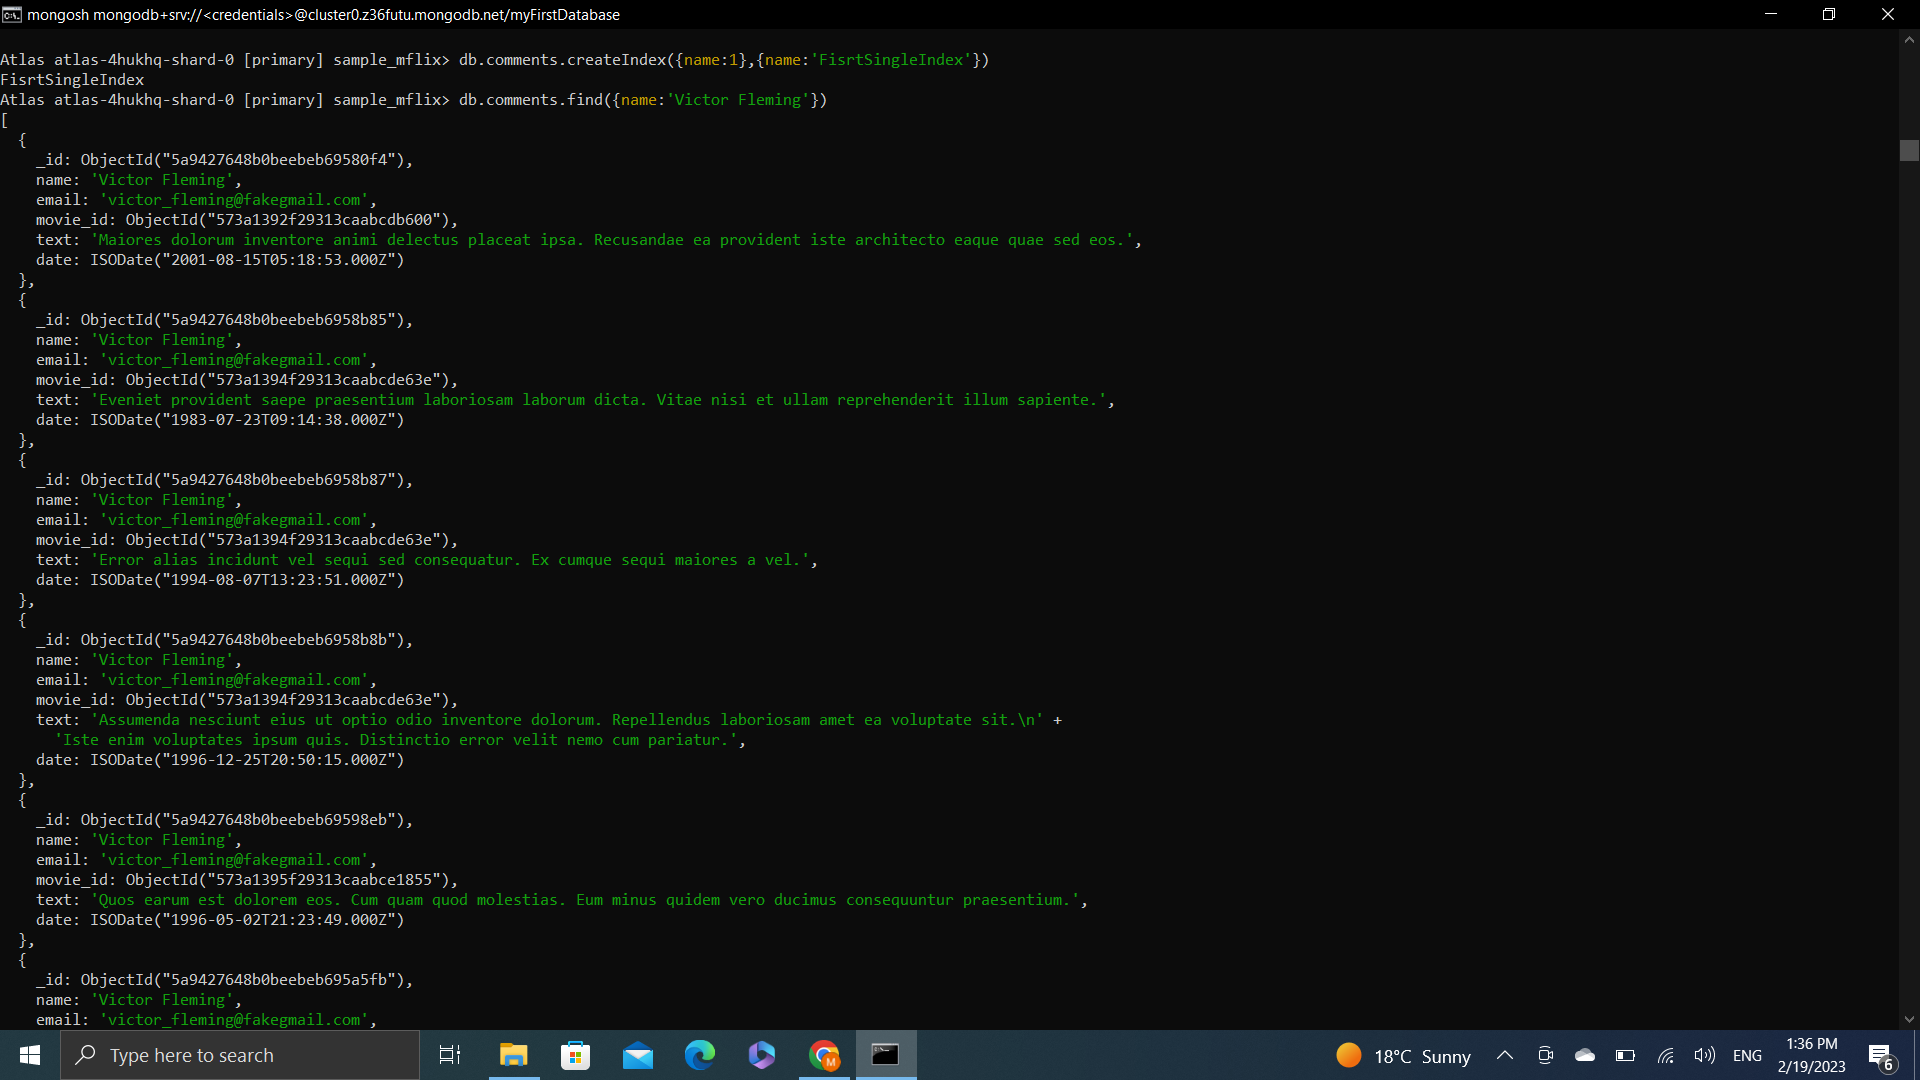 mongosh mongodb+srv://<credentials>@cluster0.z36futu.mongodb.net/myFirstDatabase
Atlas atlas-4hukhq-shard-0 [primary] sample_mflix> db.comments.createIndex({name:1},{name:'FisrtSingleIndex'})
FisrtSingleIndex
Atlas atlas-4hukhq-shard-0 [primary] sample_mflix> db.comments.find({name:'Victor Fleming'})
[
  {
    _id: ObjectId("5a9427648b0beebeb69580f4"),
    name: 'Victor Fleming',
    email: 'victor_fleming@fakegmail.com',
    movie_id: ObjectId("573a1392f29313caabcdb600"),
    text: 'Maiores dolorum inventore animi delectus placeat ipsa. Recusandae ea provident iste architecto eaque quae sed eos.',
    date: ISODate("2001-08-15T05:18:53.000Z")
  },
  {
    _id: ObjectId("5a9427648b0beebeb6958b85"),
    name: 'Victor Fleming',
    email: 'victor_fleming@fakegmail.com',
    movie_id: ObjectId("573a1394f29313caabcde63e"),
    text: 'Eveniet provident saepe praesentium laboriosam laborum dicta. Vitae nisi et ullam reprehenderit illum sapiente.',
    date: ISODate("1983-07-23T09:14:38.000Z")
  },
  {
    _id: ObjectId("5a9427648b0beebeb6958b87"),
    name: 'Victor Fleming',
    email: 'victor_fleming@fakegmail.com',
    movie_id: ObjectId("573a1394f29313caabcde63e"),
    text: 'Error alias incidunt vel sequi sed consequatur. Ex cumque sequi maiores a vel.',
    date: ISODate("1994-08-07T13:23:51.000Z")
  },
  {
    _id: ObjectId("5a9427648b0beebeb6958b8b"),
    name: 'Victor Fleming',
    email: 'victor_fleming@fakegmail.com',
    movie_id: ObjectId("573a1394f29313caabcde63e"),
    text: 'Assumenda nesciunt eius ut optio odio inventore dolorum. Repellendus laboriosam amet ea voluptate sit.\n' +
      'Iste enim voluptates ipsum quis. Distinctio error velit nemo cum pariatur.',
    date: ISODate("1996-12-25T20:50:15.000Z")
  },
  {
    _id: ObjectId("5a9427648b0beebeb69598eb"),
    name: 'Victor Fleming',
    email: 'victor_fleming@fakegmail.com',
    movie_id: ObjectId("573a1395f29313caabce1855"),
    text: 'Quos earum est dolorem eos. Cum quam quod molestias. Eum minus quidem vero ducimus consequuntur praesentium.',
    date: ISODate("1996-05-02T21:23:49.000Z")
  },
  {
    _id: ObjectId("5a9427648b0beebeb695a5fb"),
    name: 'Victor Fleming',
    email: 'victor_fleming@fakegmail.com',
Type here to search
M
18°C Sunny
ENG
1:36 PM
2/19/2023
6